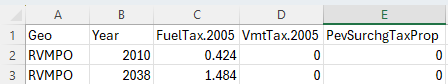 A B C D E
1 Geo Year FuelTax.2005 VmtTax.2005 PevSurchgTaxProp
2 RVMPO 2010 0.424 0 0
3 RVMPO 2038 1.484 0 0